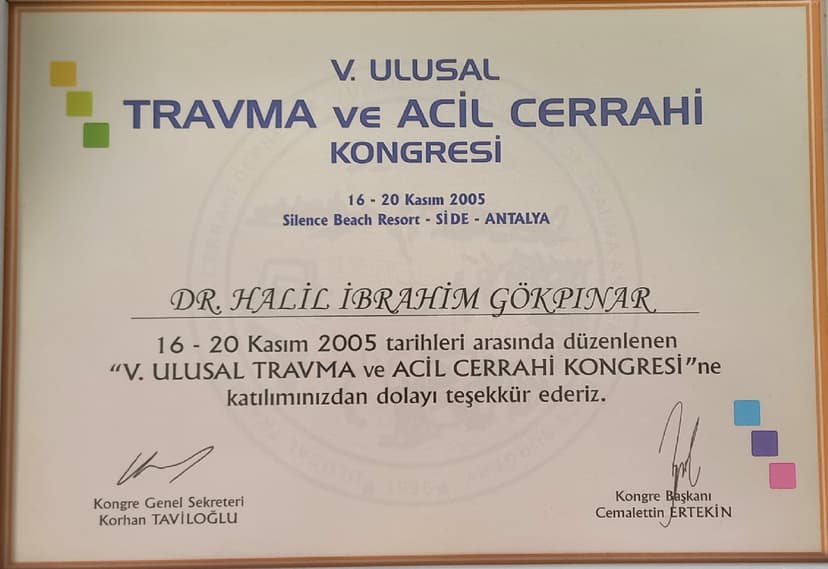 V. ULUSAL
TRAVMA ve ACİL CERRAHİ
KONGRESİ
16 - 20 Kasım 2005
Silence Beach Resort - SİDE - ANTALYA
DR. HALİL İBRAHİM GÖKPINAR
16 - 20 Kasım 2005 tarihleri arasında düzenlenen
“V. ULUSAL TRAVMA ve ACİL CERRAHİ KONGRESİ”ne
katılımınızdan dolayı teşekkür ederiz.
Kongre Genel Sekreteri
Korhan TAVİLOĞLU
Kongre Başkanı
Cemalettin ERTEKİN